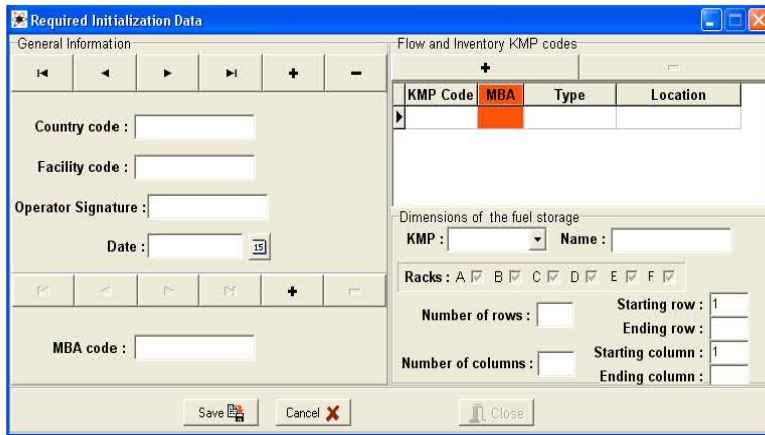 Required Initialization Data
General Information
Country code :
Facility code :
Operator Signature :
Date :
15
MBA code :
Flow and Inventory KMP codes
KMP Code MBA Type Location
Dimensions of the fuel storage
KMP : Name :
Racks : A B C D E F
Number of rows :
Starting row : 1
Ending row :
Number of columns :
Starting column : 1
Ending column :
Save Cancel Close